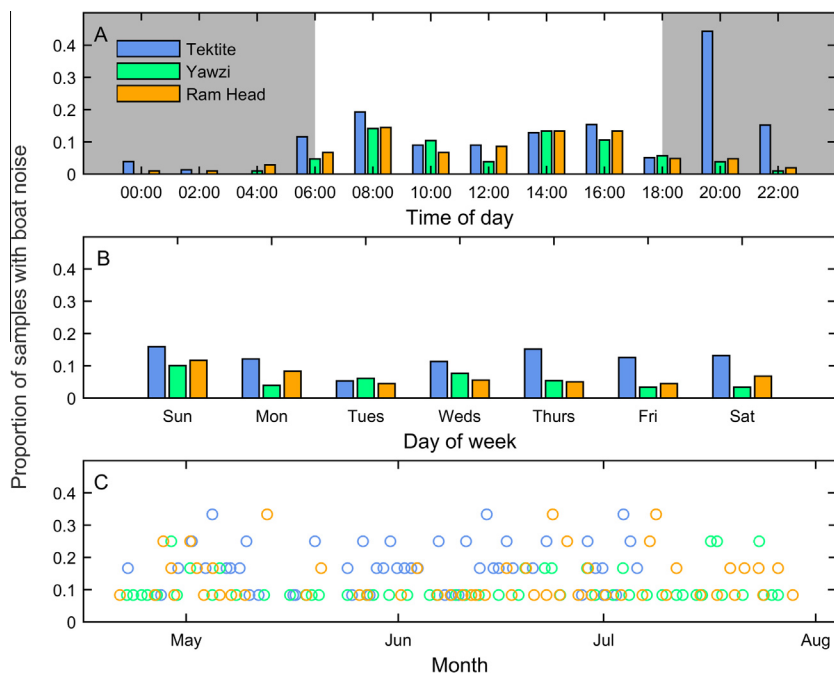 Proportion of samples with boat noise
A
Tektite
Yawzi
Ram Head
0.4
0.3
0.2
0.1
0
00:00 02:00 04:00 06:00 08:00 10:00 12:00 14:00 16:00 18:00 20:00 22:00
Time of day
B
0.4
0.3
0.2
0.1
0
Sun Mon Tues Weds Thurs Fri Sat
Day of week
C
0.4
0.3
0.2
0.1
0
May Jun Jul Aug
Month